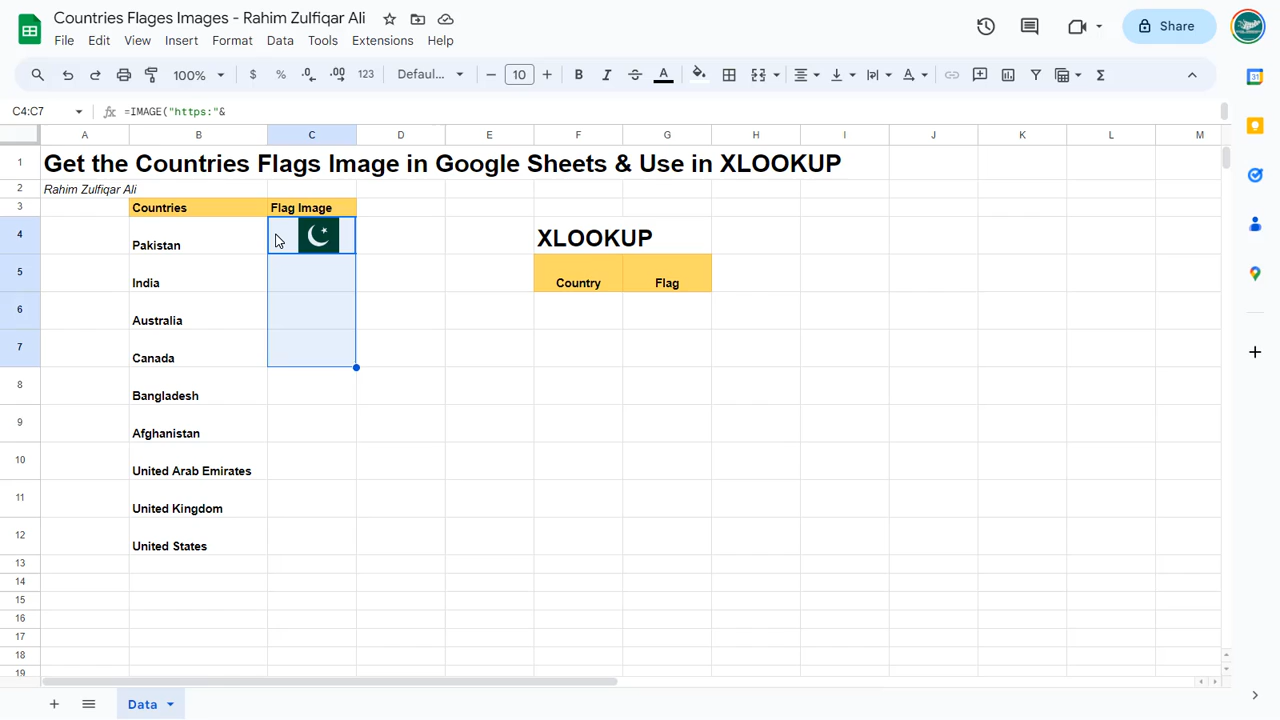 Countries Flages Images - Rahim Zulfiqar Ali
File Edit View Insert Format Data Tools Extensions Help
Share
100% $ % .0 .00 123 Defaul... 10 B I A
C4:C7 fx =IMAGE("https:"&
A B C D E F G H I J K L M
1 Get the Countries Flags Image in Google Sheets & Use in XLOOKUP
2 Rahim Zulfiqar Ali
3 Countries Flag Image
4 Pakistan XLOOKUP
5 India Country Flag
6 Australia
7 Canada
8 Bangladesh
9 Afghanistan
10 United Arab Emirates
11 United Kingdom
12 United States
13
14
15
16
17
18
19
Data
31